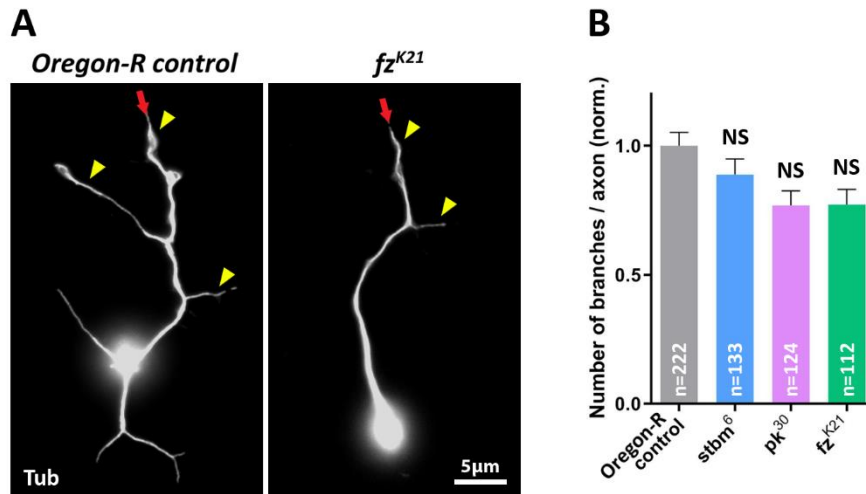 A
Oregon-R control
fzK21
Tub
5µm
B
Number of branches / axon (norm.)
1.0
0.5
0.0
NS
NS
NS
n=222
n=133
n=124
n=112
Oregon-R
control
stbm6
pk30
fzK21